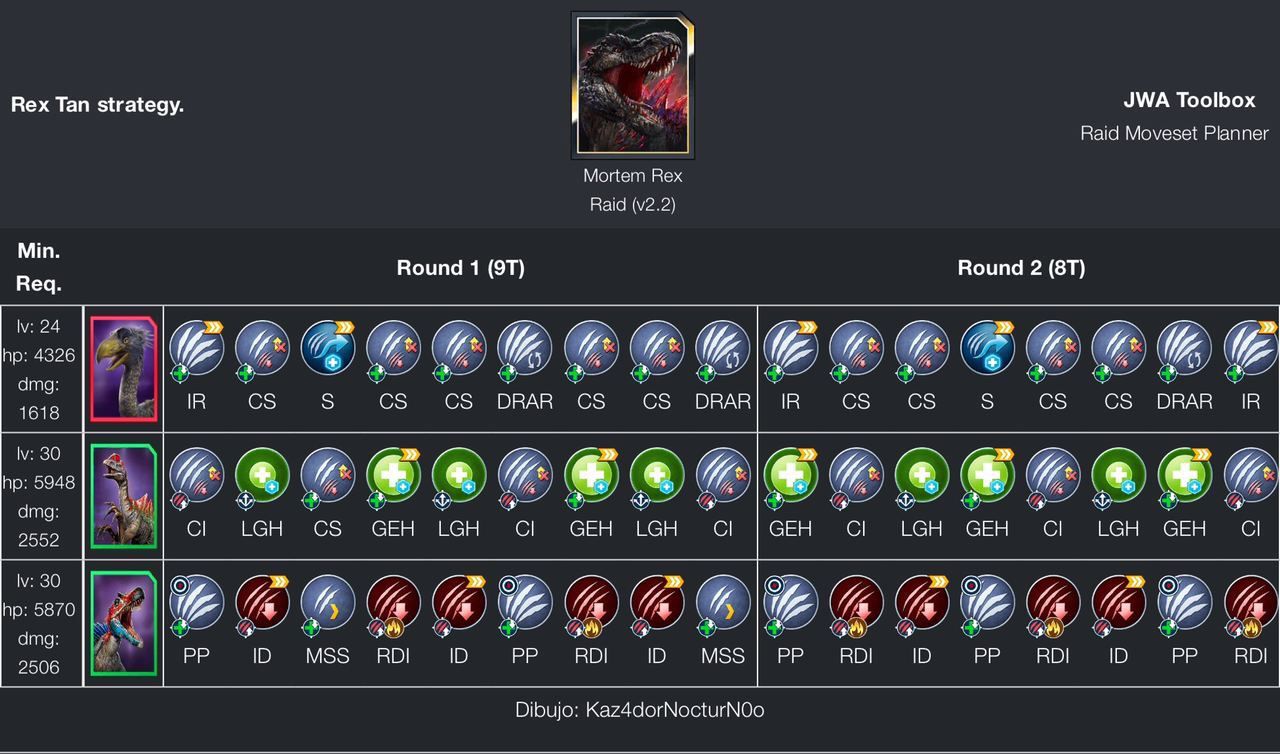 Rex Tan strategy.
JWA Toolbox
Raid Moveset Planner
Mortem Rex
Raid (v2.2)
Min.
Req.
Round 1 (9T)
Round 2 (8T)
lv: 24
hp: 4326
dmg:
1618
IR CS S CS CS DRAR CS CS DRAR IR CS CS S CS CS DRAR IR
lv: 30
hp: 5948
dmg:
2552
CI LGH CS GEH LGH CI GEH LGH CI GEH CI LGH GEH CI LGH GEH CI
lv: 30
hp: 5870
dmg:
2506
PP ID MSS RDI ID PP RDI ID MSS PP RDI ID PP RDI ID PP RDI
Dibujo: Kaz4dorNocturN0o